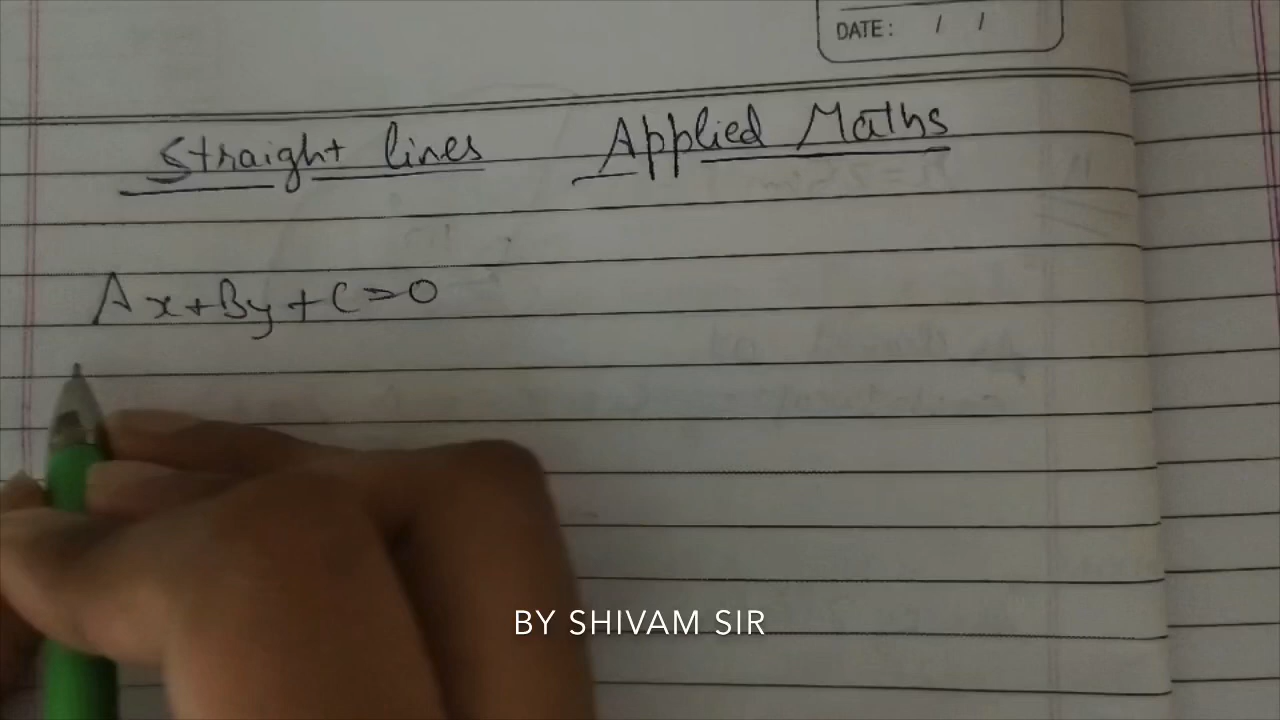 DATE: / /
Straight lines Applied Maths
Ax+By+C=0
BY SHIVAM SIR